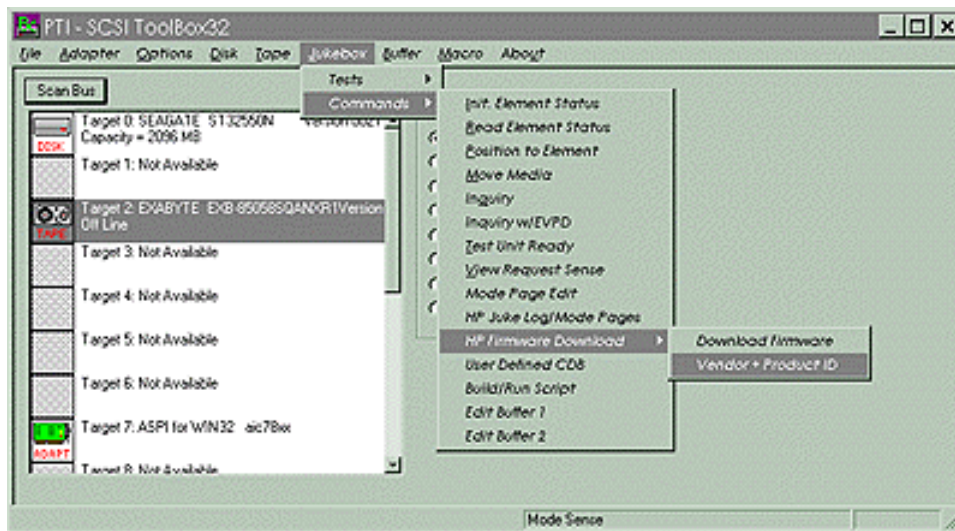 PTI - SCSI ToolBox32
File Adapter Options Disk Tape Jukebox Buffer Macro About
Scan Bus
Tests
Commands
Init. Element Status
Read Element Status
Position to Element
Move Media
Inquiry
Inquiry w/EVPD
Test Unit Ready
View Request Sense
Mode Page Edit
HP Juke Log/Mode Pages
HP Firmware Download
User Defined CDB
Build/Run Script
Edit Buffer 1
Edit Buffer 2
Download Firmware
Vendor + Product ID
DISK
Target 0: SEAGATE ST32550N Version 0021
Capacity = 2096 MB
Target 1: Not Available
TAPE
Target 2: EXABYTE EXB-85058SQANXR1Version
Off Line
Target 3: Not Available
Target 4: Not Available
Target 5: Not Available
Target 6: Not Available
ADAPT
Target 7: ASPI for WIN32 aic78xx
Target 8: Not Available
Mode Sense